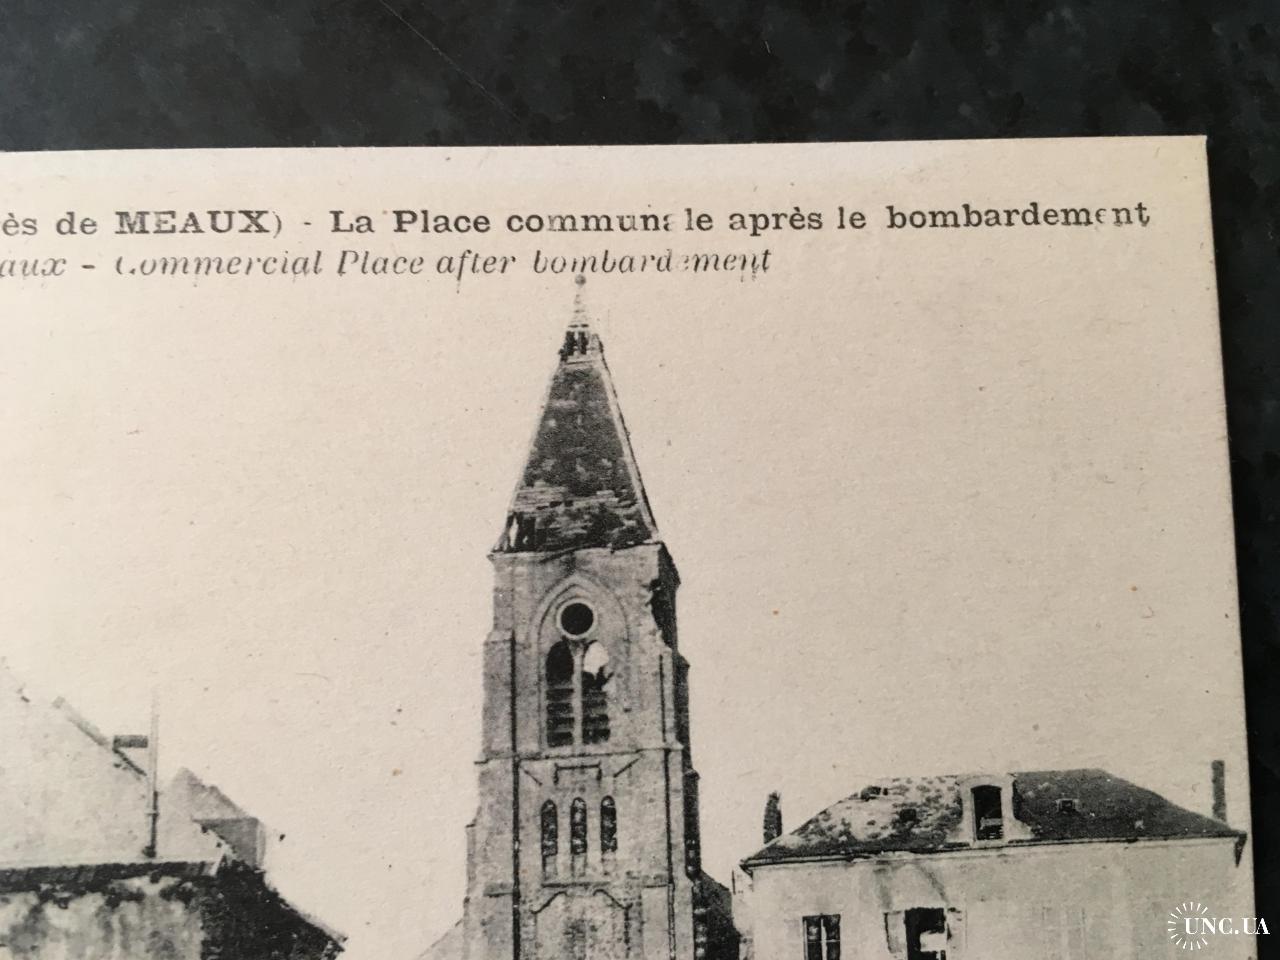 ès de MEAUX) - La Place communale après le bombardement
aux - Commercial Place after bombardement
UNC.UA